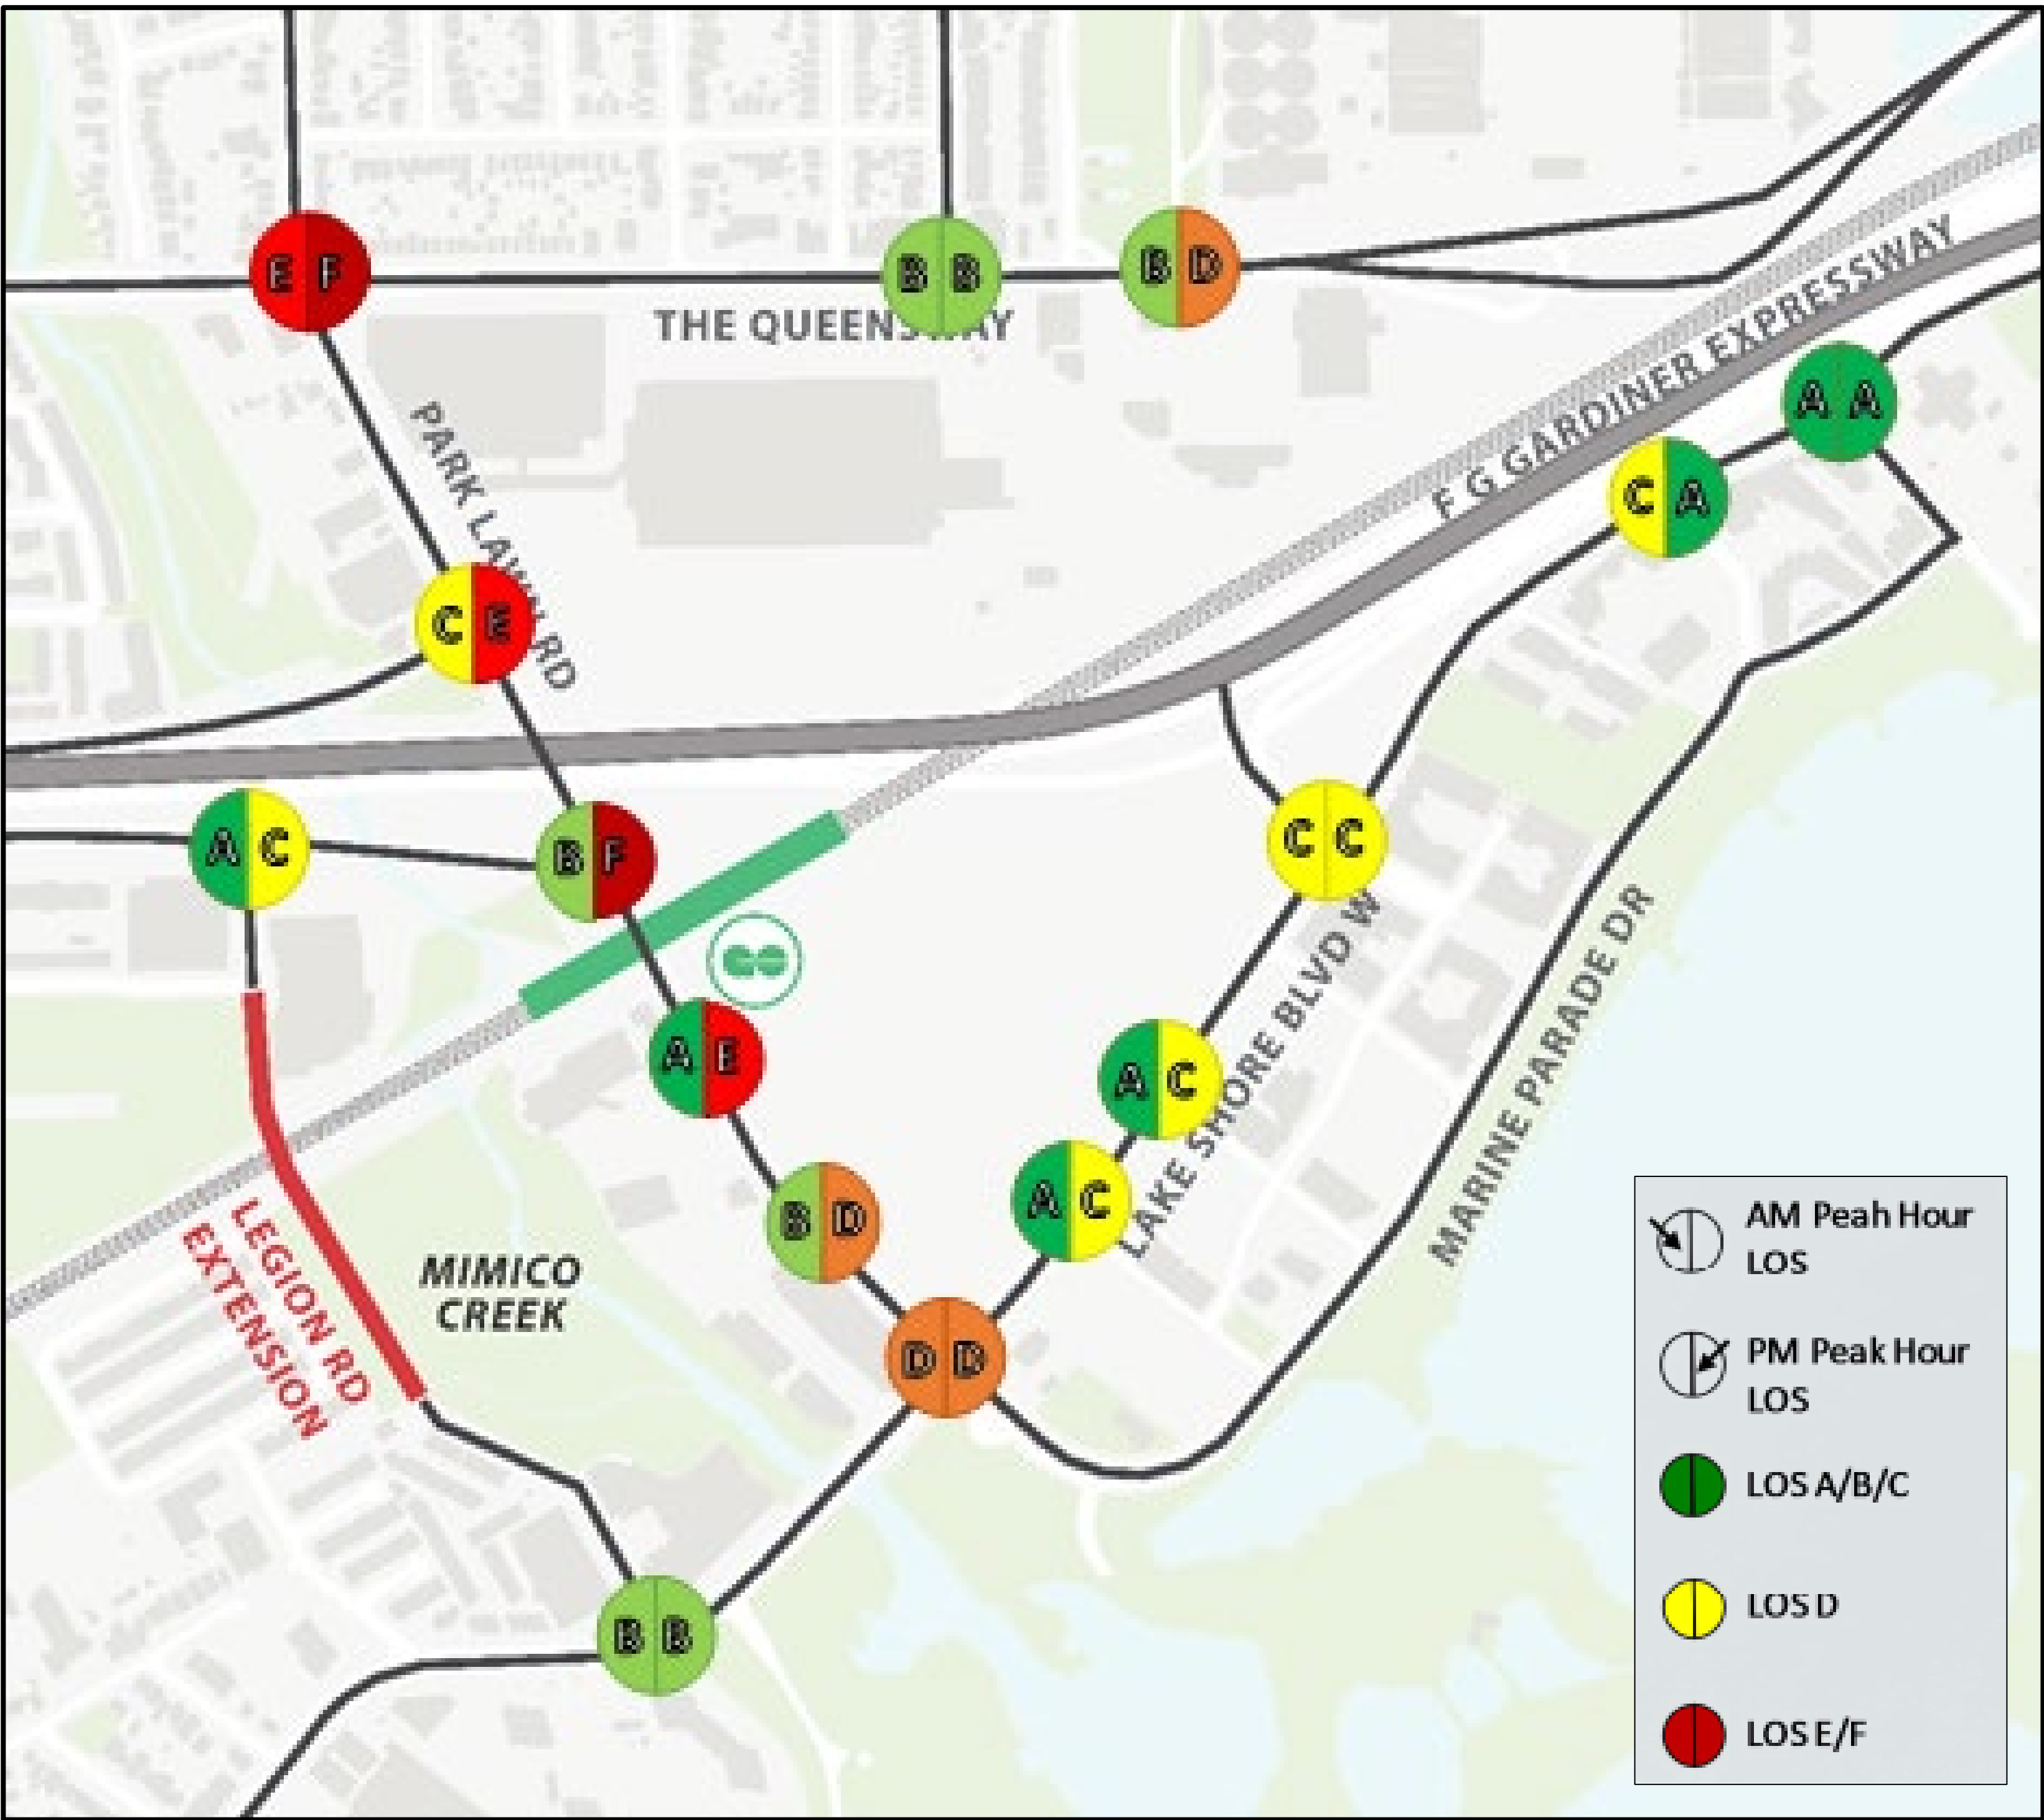 E F
B B
B D
THE QUEENSWAY
F G GARDINER EXPRESSWAY
A A
C A
PARK LAWN RD
C E
A C
B F
C C
A E
A C
LAKE SHORE BLVD W
MARINE PARADE DR
B D
A C
LEGION RD
EXTENSION
MIMICO
CREEK
D D
B B
AM Peah Hour
LOS
PM Peak Hour
LOS
LOS A/B/C
LOS D
LOS E/F